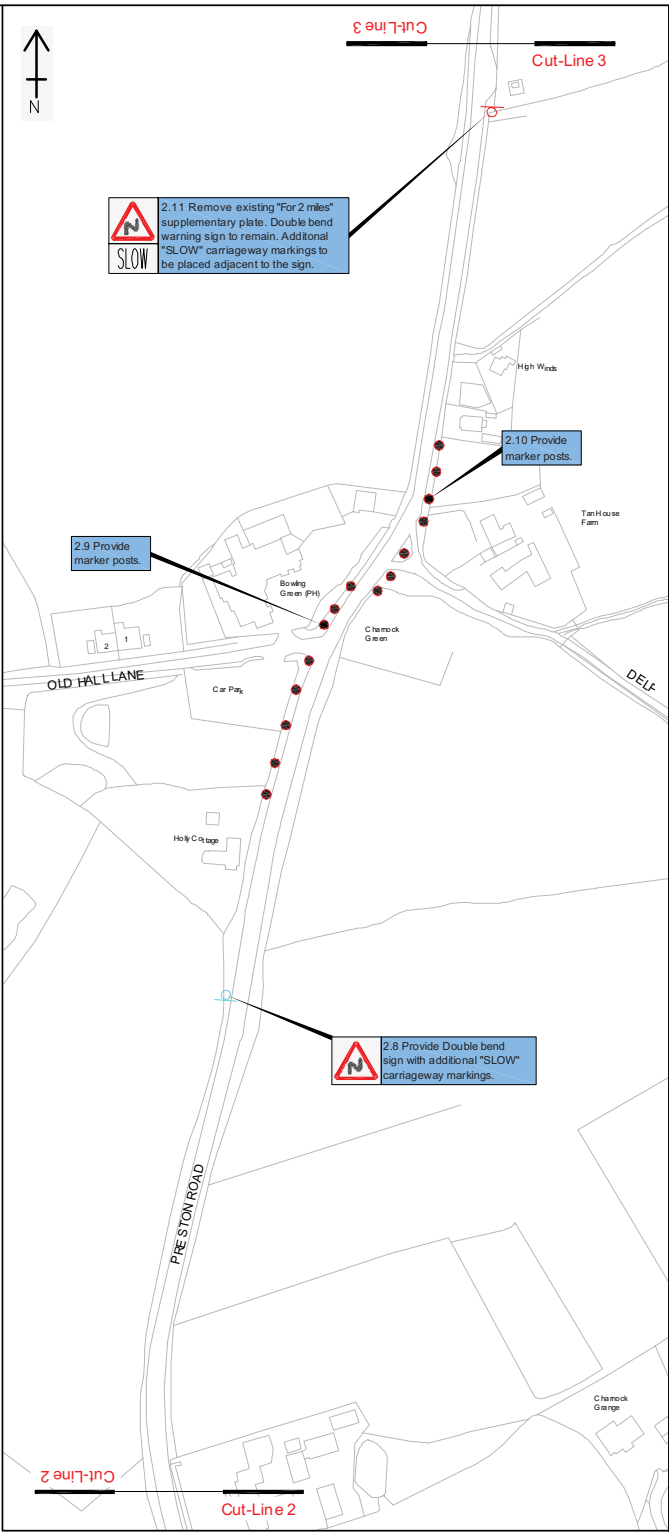 Cut-Line 3
Cut-Line 3
N
2.11 Remove existing "For 2 miles"
supplementary plate. Double bend
warning sign to remain. Additonal
"SLOW" carriageway markings to
be placed adjacent to the sign.
SLOW
High Winds
2.10 Provide
marker posts.
Tan House
Farm
2.9 Provide
marker posts.
Bowling
Green (PH)
Charnock
Green
2
1
OLD HALL LANE
DELF
Car Park
Holly Cottage
2.8 Provide Double bend
sign with additional "SLOW"
carriageway markings.
PRESTON ROAD
Charnock
Grange
Cut-Line 2
Cut-Line 2